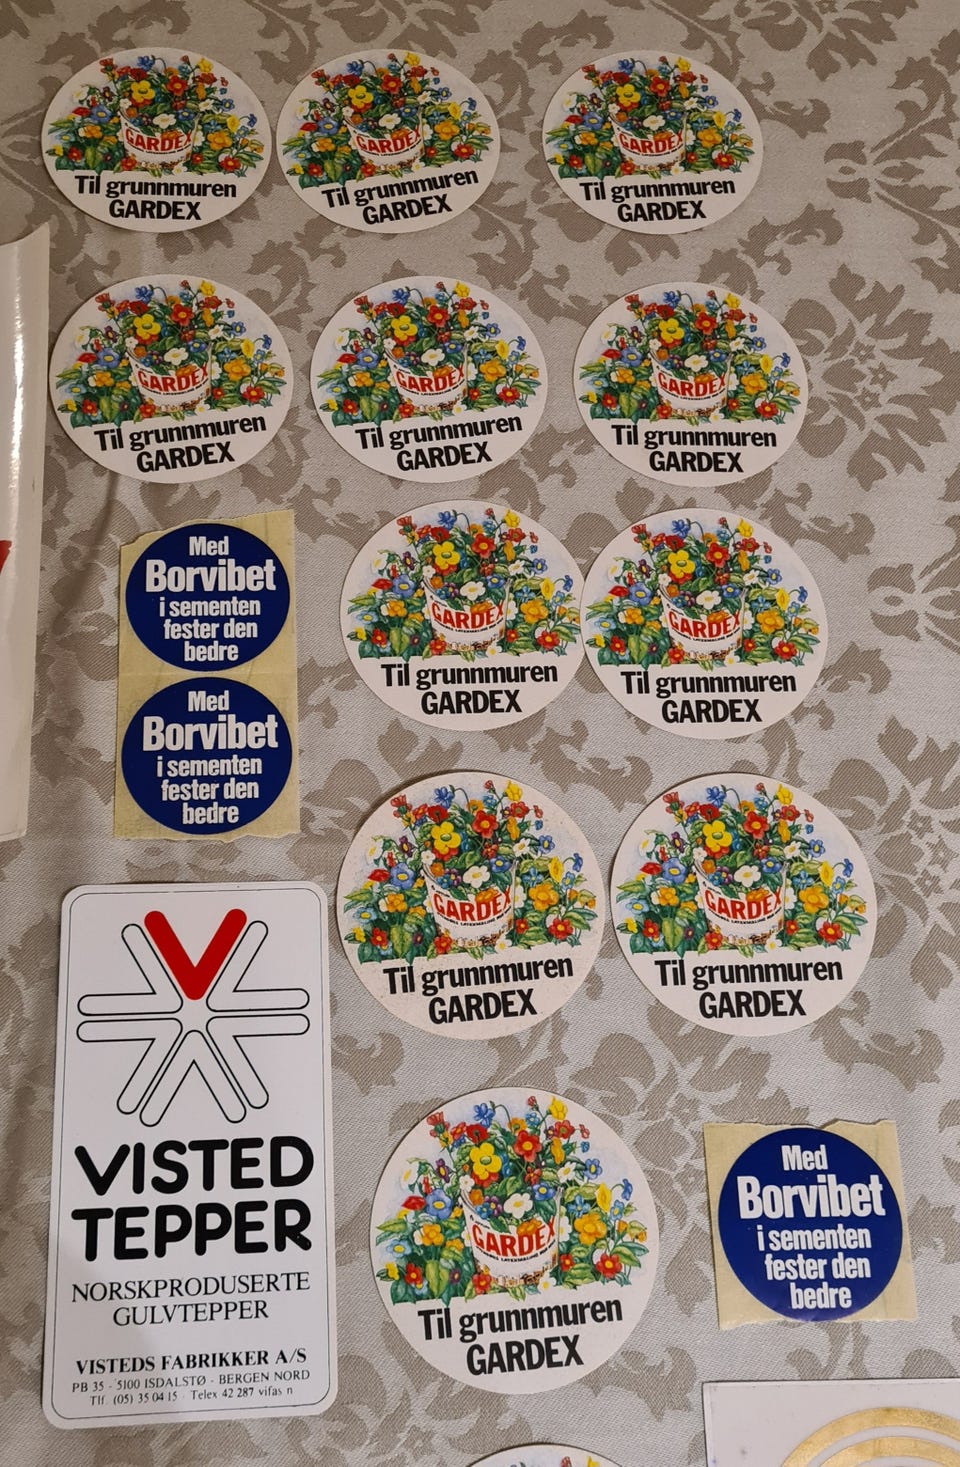 GARDEX
Til grunnmuren
GARDEX
GARDEX
Til grunnmuren
GARDEX
GARDEX
Til grunnmuren
GARDEX
GARDEX
Til grunnmuren
GARDEX
GARDEX
Til grunnmuren
GARDEX
GARDEX
Til grunnmuren
GARDEX
Med
Borvibet
i sementen
fester den
bedre
Med
Borvibet
i sementen
fester den
bedre
GARDEX
Til grunnmuren
GARDEX
GARDEX
Til grunnmuren
GARDEX
GARDEX
Til grunnmuren
GARDEX
GARDEX
Til grunnmuren
GARDEX
VISTED
TEPPER
NORSKPRODUSERTE
GULVTEPPER
VISTEDS FABRIKKER A/S
PB 35 - 5100 ISDALSTØ - BERGEN NORD
Tlf. (05) 35 04 15 - Telex 42 287 vifas n
GARDEX
Til grunnmuren
GARDEX
Med
Borvibet
i sementen
fester den
bedre